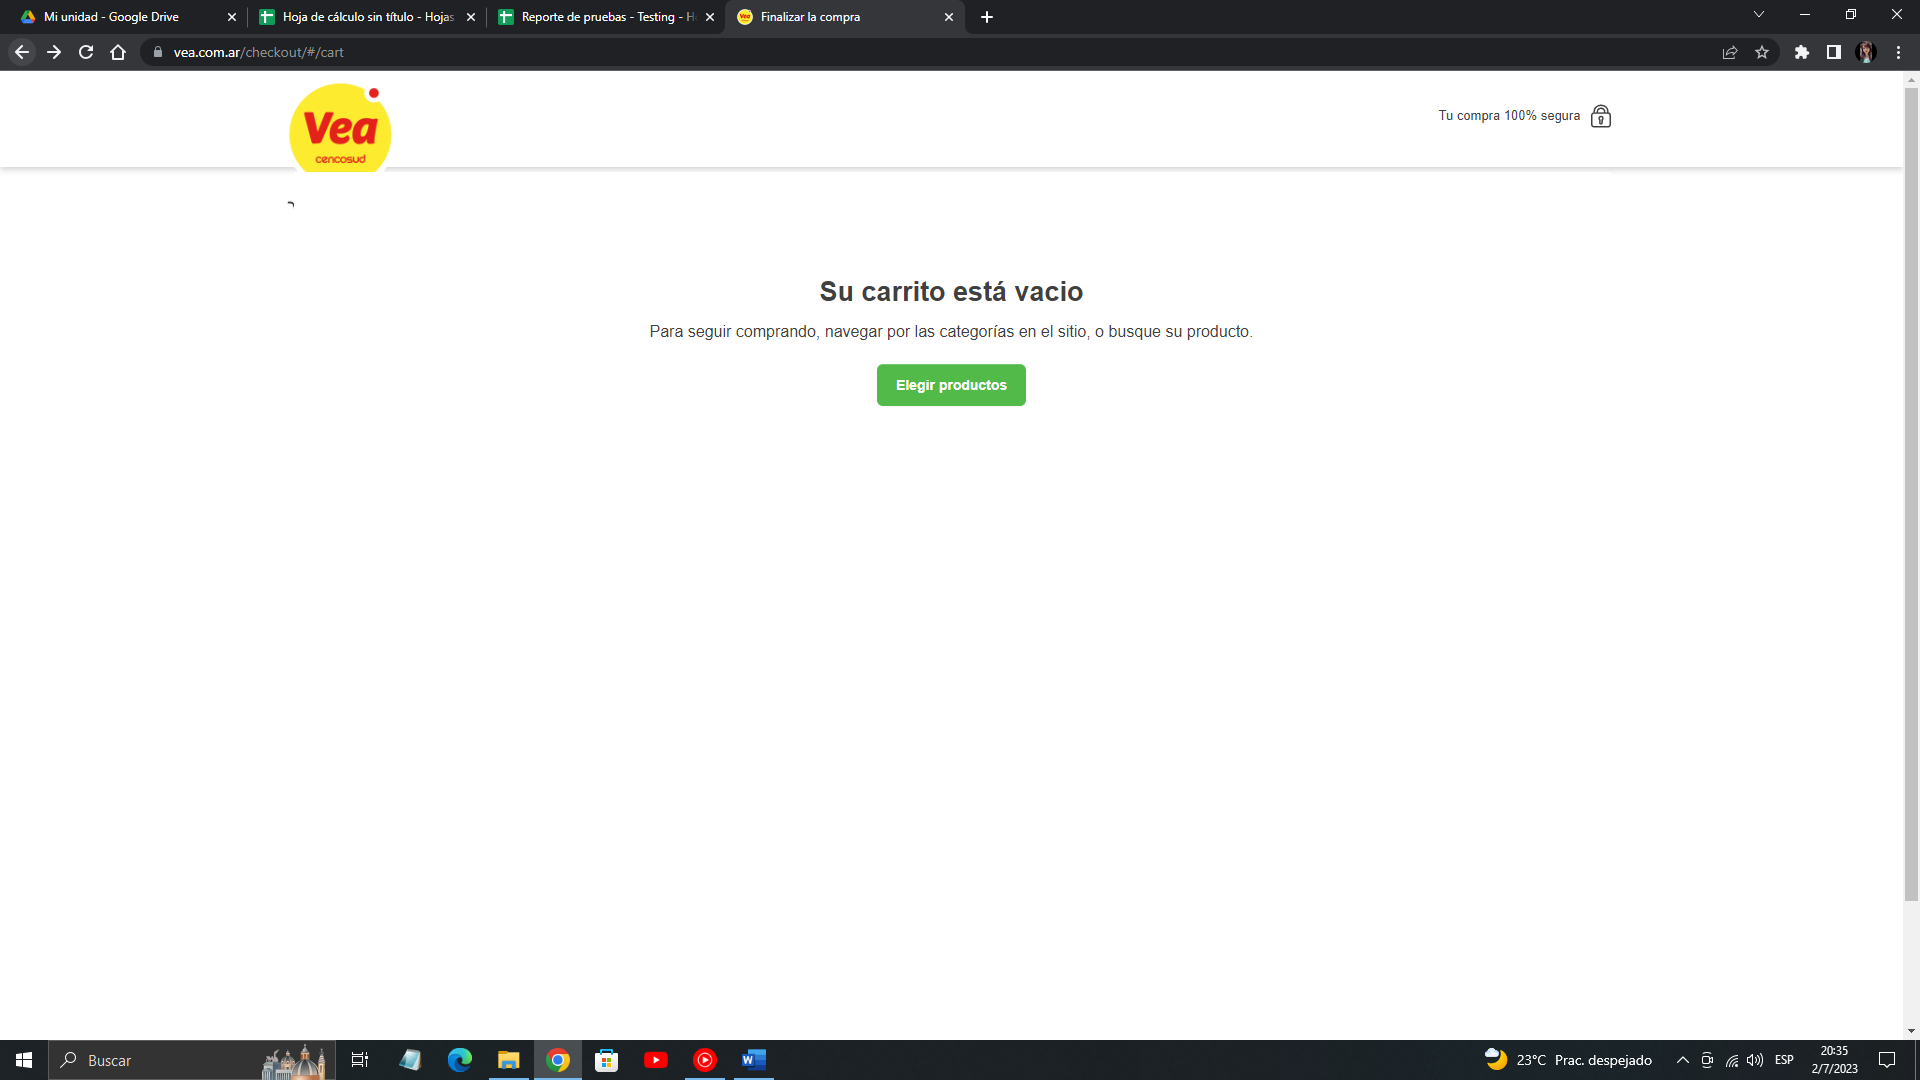 Mi unidad - Google Drive
Hoja de cálculo sin título - Hojas
Reporte de pruebas - Testing - H
Finalizar la compra
vea.com.ar/checkout/#/cart
Vea
cencosud
Tu compra 100% segura
Su carrito está vacio
Para seguir comprando, navegar por las categorías en el sitio, o busque su producto.
Elegir productos
Buscar
23°C Prac. despejado
ESP
20:35
2/7/2023